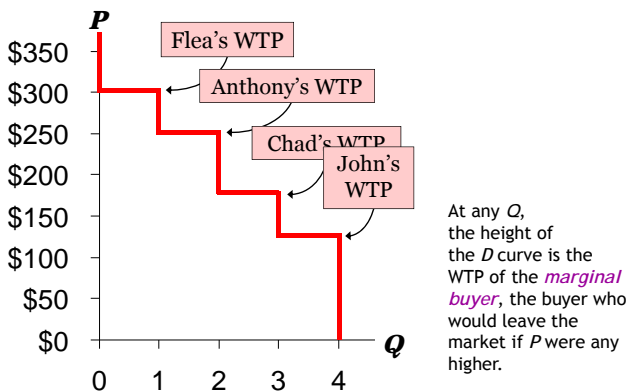 P
$350
$300
$250
$200
$150
$100
$50
$0
0 1 2 3 4
Q
Flea's WTP
Anthony's WTP
Chad's WTP
John's
WTP
At any Q,
the height of
the D curve is the
WTP of the marginal
buyer, the buyer who
would leave the
market if P were any
higher.